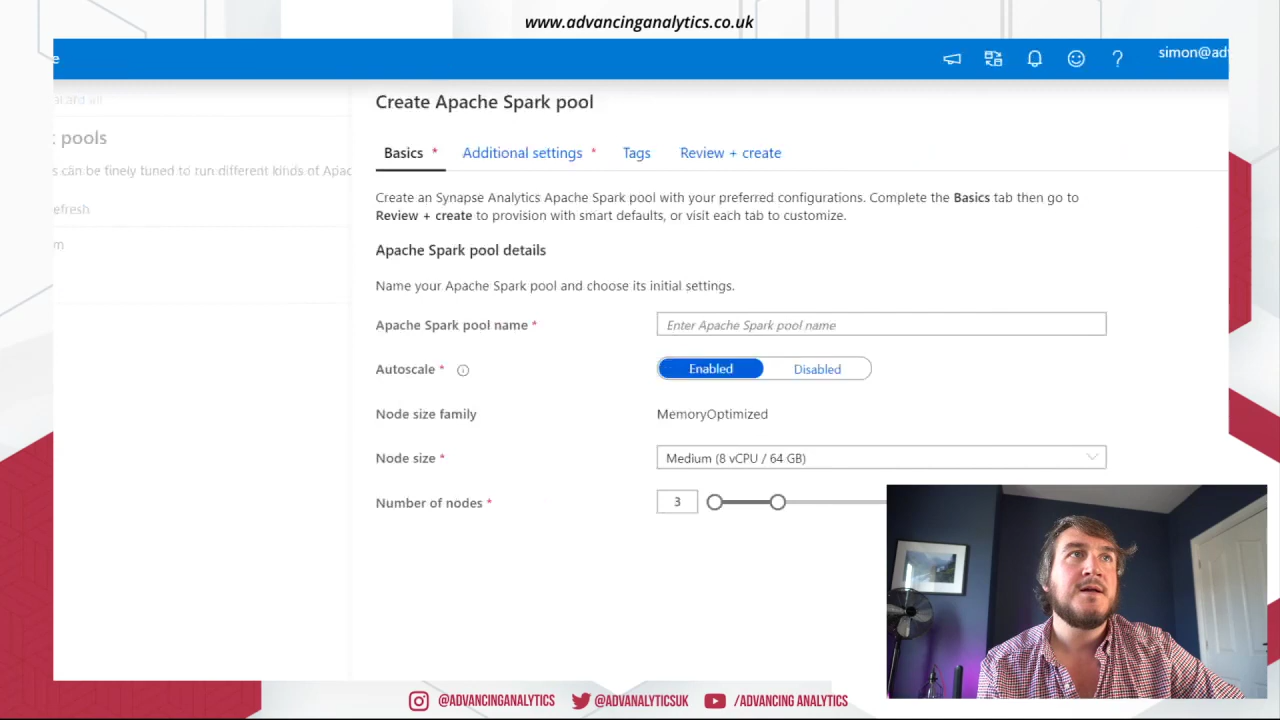 www.advancinganalytics.co.uk
e
simon@adv
al and wil
Create Apache Spark pool
k pools
Basics *
Additional settings *
Tags
Review + create
s can be finely tuned to run different kinds of Apac
Create an Synapse Analytics Apache Spark pool with your preferred configurations. Complete the Basics tab then go to
Review + create to provision with smart defaults, or visit each tab to customize.
efresh
m
Apache Spark pool details
Name your Apache Spark pool and choose its initial settings.
Apache Spark pool name *
Enter Apache Spark pool name
Autoscale *
Enabled
Disabled
Node size family
MemoryOptimized
Node size *
Medium (8 vCPU / 64 GB)
Number of nodes *
3
@ADVANCINGANALYTICS
@ADVANALYTICSUK
/ADVANCING ANALYTICS